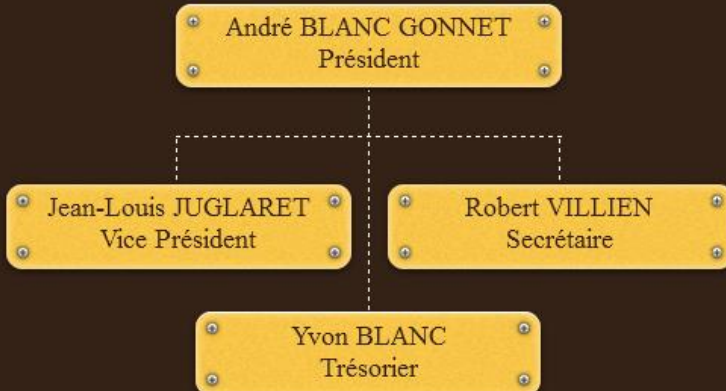 André BLANC GONNET
Président
Jean-Louis JUGLARET
Vice Président
Robert VILLIEN
Secrétaire
Yvon BLANC
Trésorier